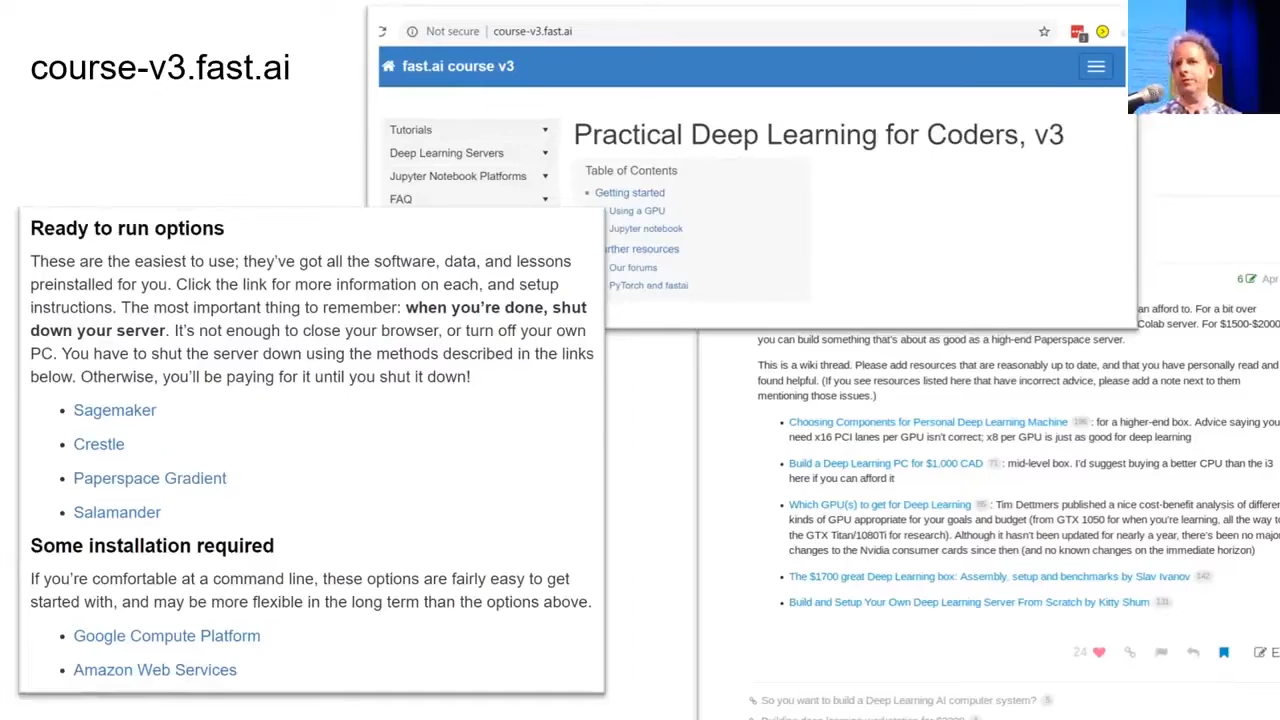 course-v3.fast.ai
Not secure | course-v3.fast.ai
3
fast.ai course v3
Tutorials
Deep Learning Servers
Jupyter Notebook Platforms
FAQ
Practical Deep Learning for Coders, v3
Table of Contents
Getting started
Using a GPU
Jupyter notebook
rther resources
Our forums
PyTorch and fastai
Ready to run options
These are the easiest to use; they've got all the software, data, and lessons
preinstalled for you. Click the link for more information on each, and setup
instructions. The most important thing to remember: when you're done, shut
down your server. It's not enough to close your browser, or turn off your own
PC. You have to shut the server down using the methods described in the links
below. Otherwise, you'll be paying for it until you shut it down!
• Sagemaker
• Crestle
• Paperspace Gradient
• Salamander
Some installation required
If you're comfortable at a command line, these options are fairly easy to get
started with, and may be more flexible in the long term than the options above.
• Google Compute Platform
• Amazon Web Services
6 Apr
an afford to. For a bit over
Colab server. For $1500-$2000
you can build something that's about as good as a high-end Paperspace server.
This is a wiki thread. Please add resources that are reasonably up to date, and that you have personally read and
found helpful. (If you see resources listed here that have incorrect advice, please add a note next to them
mentioning those issues.)
• Choosing Components for Personal Deep Learning Machine : for a higher-end box. Advice saying you
need x16 PCI lanes per GPU isn't correct; x8 per GPU is just as good for deep learning
• Build a Deep Learning PC for $1,000 CAD 71 : mid-level box. I'd suggest buying a better CPU than the i3
here if you can afford it
• Which GPU(s) to get for Deep Learning : Tim Dettmers published a nice cost-benefit analysis of differen
kinds of GPU appropriate for your goals and budget (from GTX 1050 for when you're learning, all the way to
the GTX Titan/1080Ti for research). Although it hasn't been updated for nearly a year, there's been no major
changes to the Nvidia consumer cards since then (and no known changes on the immediate horizon)
• The $1700 great Deep Learning box: Assembly, setup and benchmarks by Slav Ivanov 142
• Build and Setup Your Own Deep Learning Server From Scratch by Kitty Shum 131
24 E
So you want to build a Deep Learning AI computer system? 5